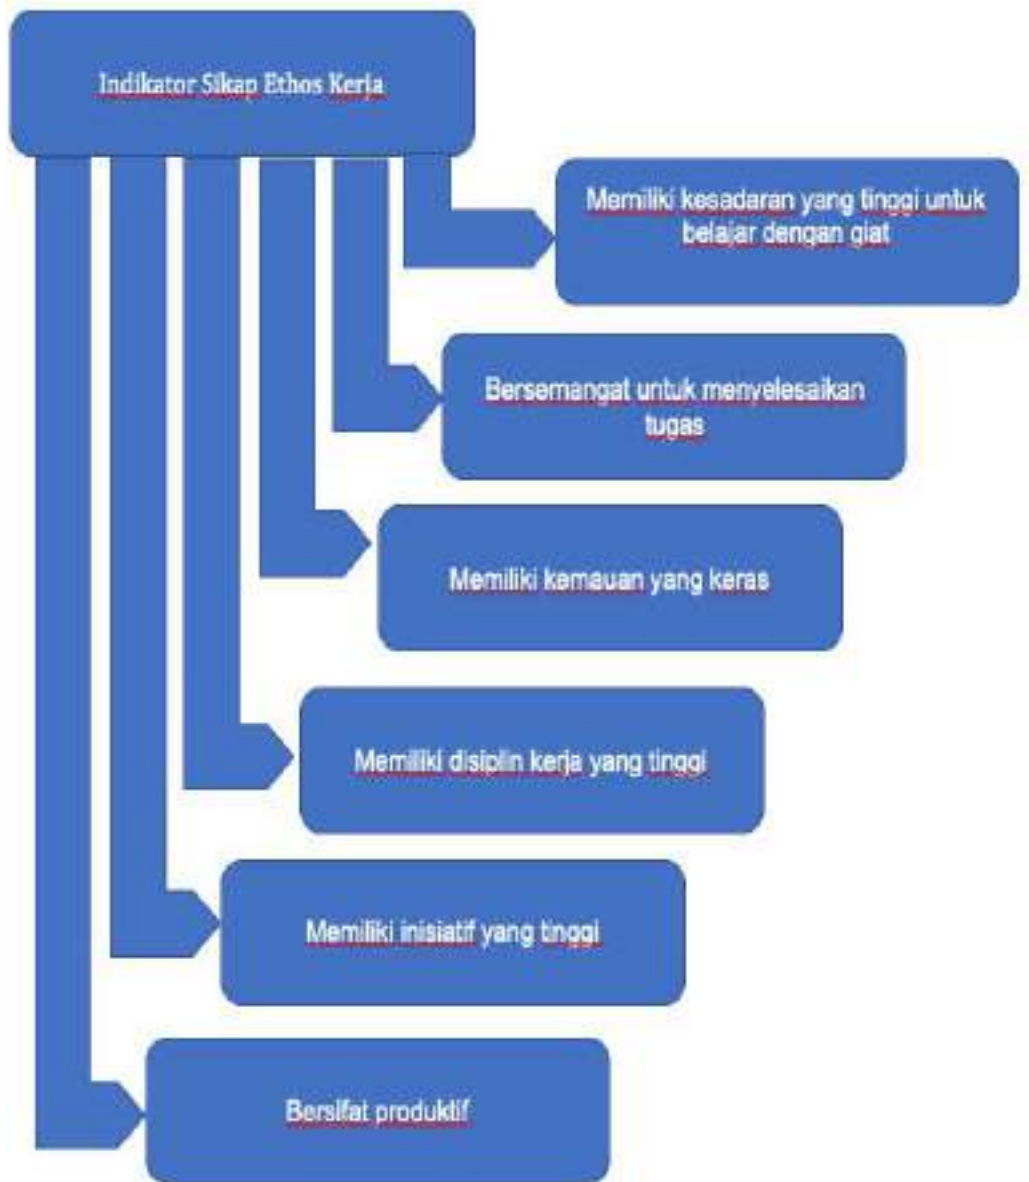 Indikator Sikap Ethos Kerja
Memiliki kesadaran yang tinggi untuk
belajar dengan giat
Bersemangat untuk menyelesaikan
tugas
Memiliki kemauan yang keras
Memiliki disiplin kerja yang tinggi
Memiliki inisiatif yang tinggi
Bersifat produktif